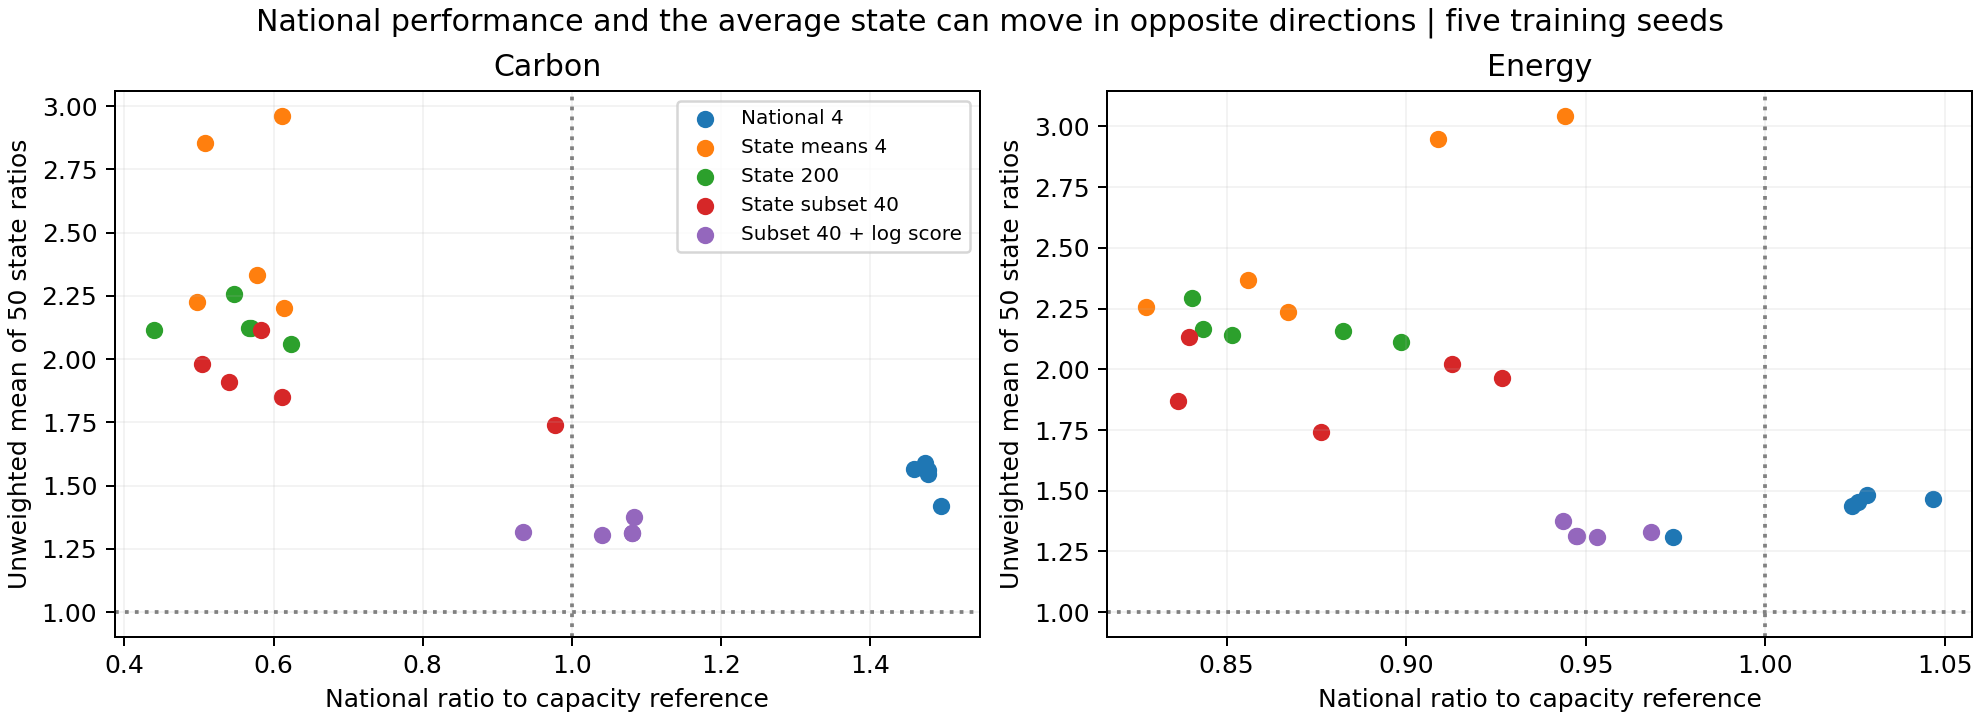 National performance and the average state can move in opposite directions | five training seeds
Carbon
Unweighted mean of 50 state ratios
3.00
2.75
2.50
2.25
2.00
1.75
1.50
1.25
1.00
National 4
State means 4
State 200
State subset 40
Subset 40 + log score
0.4
0.6
0.8
1.0
1.2
1.4
National ratio to capacity reference
Energy
Unweighted mean of 50 state ratios
3.00
2.75
2.50
2.25
2.00
1.75
1.50
1.25
1.00
0.85
0.90
0.95
1.00
1.05
National ratio to capacity reference